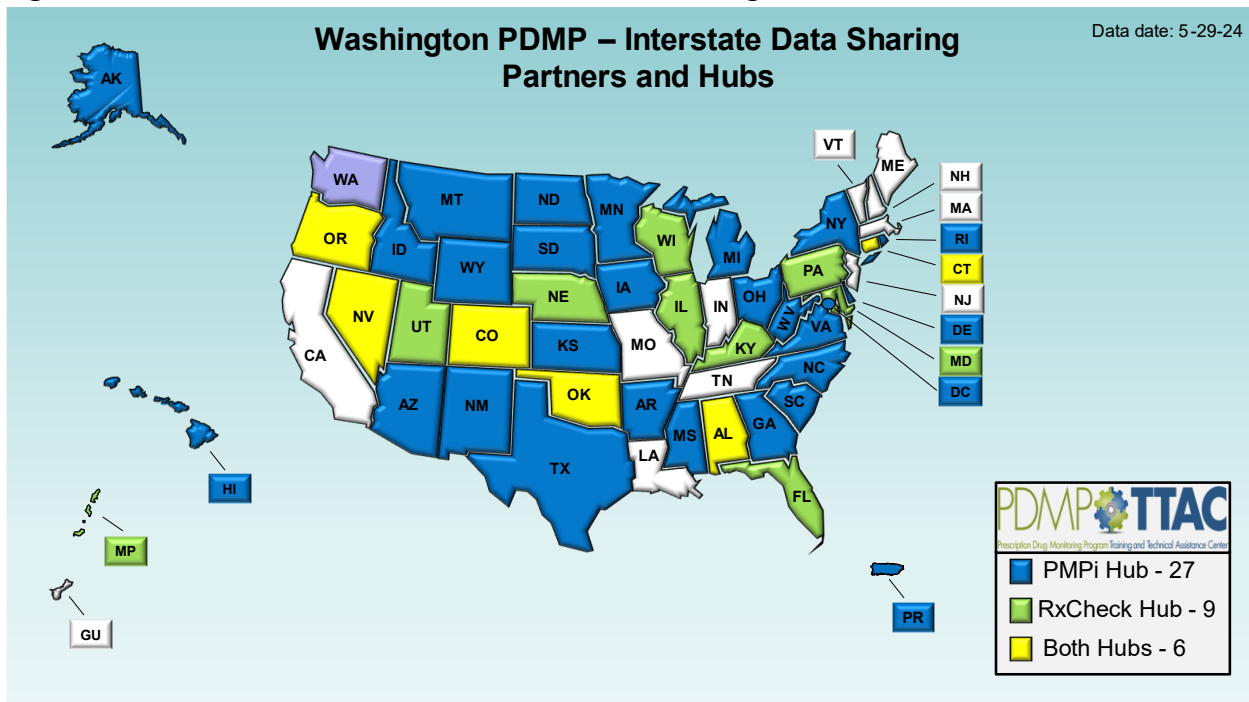 Washington PDMP – Interstate Data Sharing
Partners and Hubs
Data date: 5-29-24
AK
VT
ME
NH
WA
MA
MT
ND
MN
NY
RI
OR
WI
ID
SD
MI
CT
WY
PA
NJ
IA
NE
OH
IL
IN
NV
WV
DE
UT
CO
VA
KS
MO
KY
MD
CA
NC
TN
DC
OK
AZ
NM
AR
SC
MS
AL
GA
LA
TX
HI
FL
MP
GU
PR
PDMP TTAC
Prescription Drug Monitoring Program Training and Technical Assistance Center
PMPi Hub - 27
RxCheck Hub - 9
Both Hubs - 6